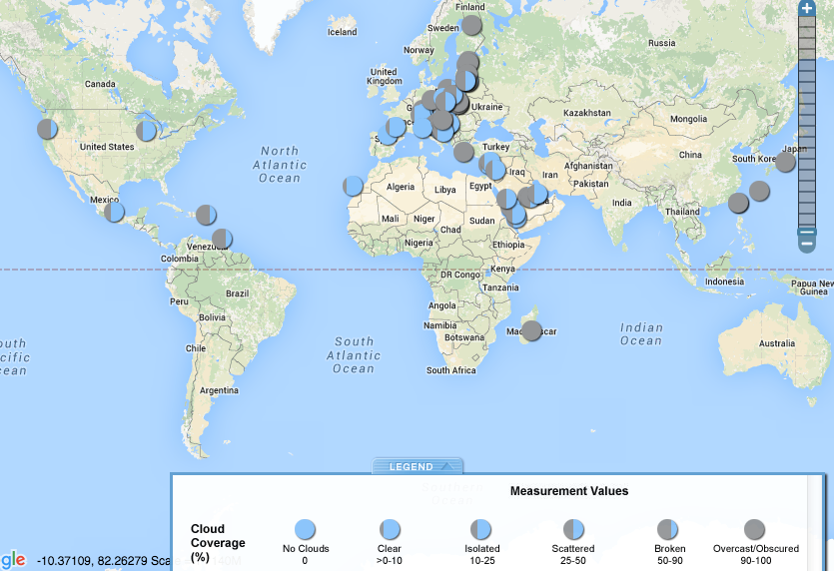 Finland
Sweden
Iceland
Norway
Russia
Canada
United
Kingdom
Ukraine
Kazakhstan
Mongolia
United States
North
Atlantic
Ocean
Turkey
China
South
Japan
Iraq
Iran
Afghanistan
Pakistan
Algeria
Libya
Egypt
Mexico
India
Mali
Niger
Sudan
Chad
Thailand
Nigeria
Ethiopia
Colombia
DR Congo
Kenya
Tanzania
Indonesia
Papua New
Guinea
Peru
Brazil
Angola
Bolivia
Namibia
Botswana
Indian
Ocean
South
Atlantic
Ocean
Chile
Australia
South Africa
Argentina
LEGEND
Measurement Values
Cloud
Coverage
(%)
No Clouds
0
Clear
>0-10
Isolated
10-25
Scattered
25-50
Broken
50-90
Overcast/Obscured
90-100
-10.37109, 82.26279